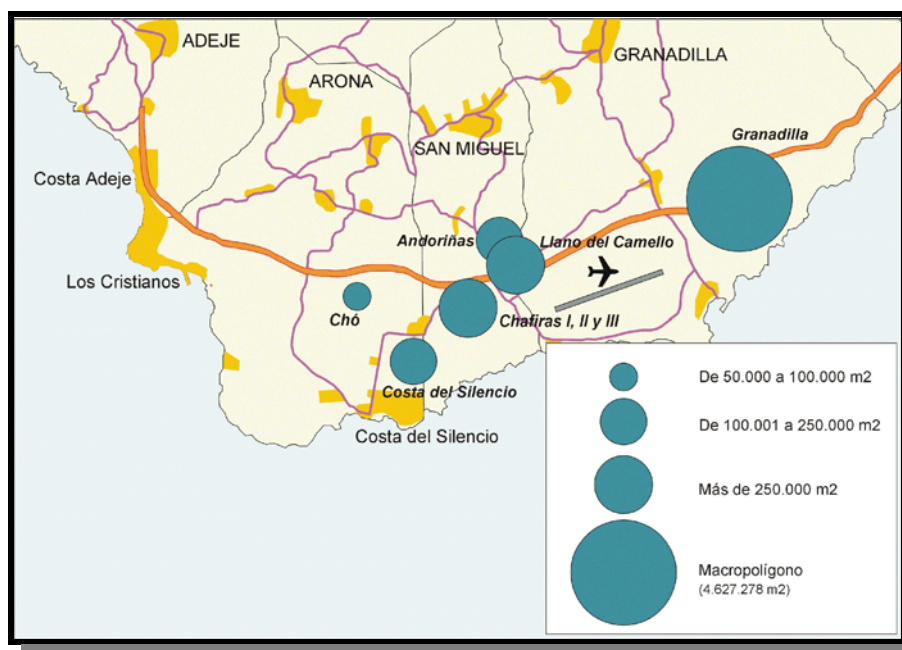 ADEJE
GRANADILLA
ARONA
Granadilla
SAN MIGUEL
Costa Adeje
Andoriñas
Llano del Camello
Los Cristianos
Chó
Chafiras I, II y III
Costa del Silencio
Costa del Silencio
De 50.000 a 100.000 m2
De 100.001 a 250.000 m2
Más de 250.000 m2
Macropolígono
(4.627.278 m2)